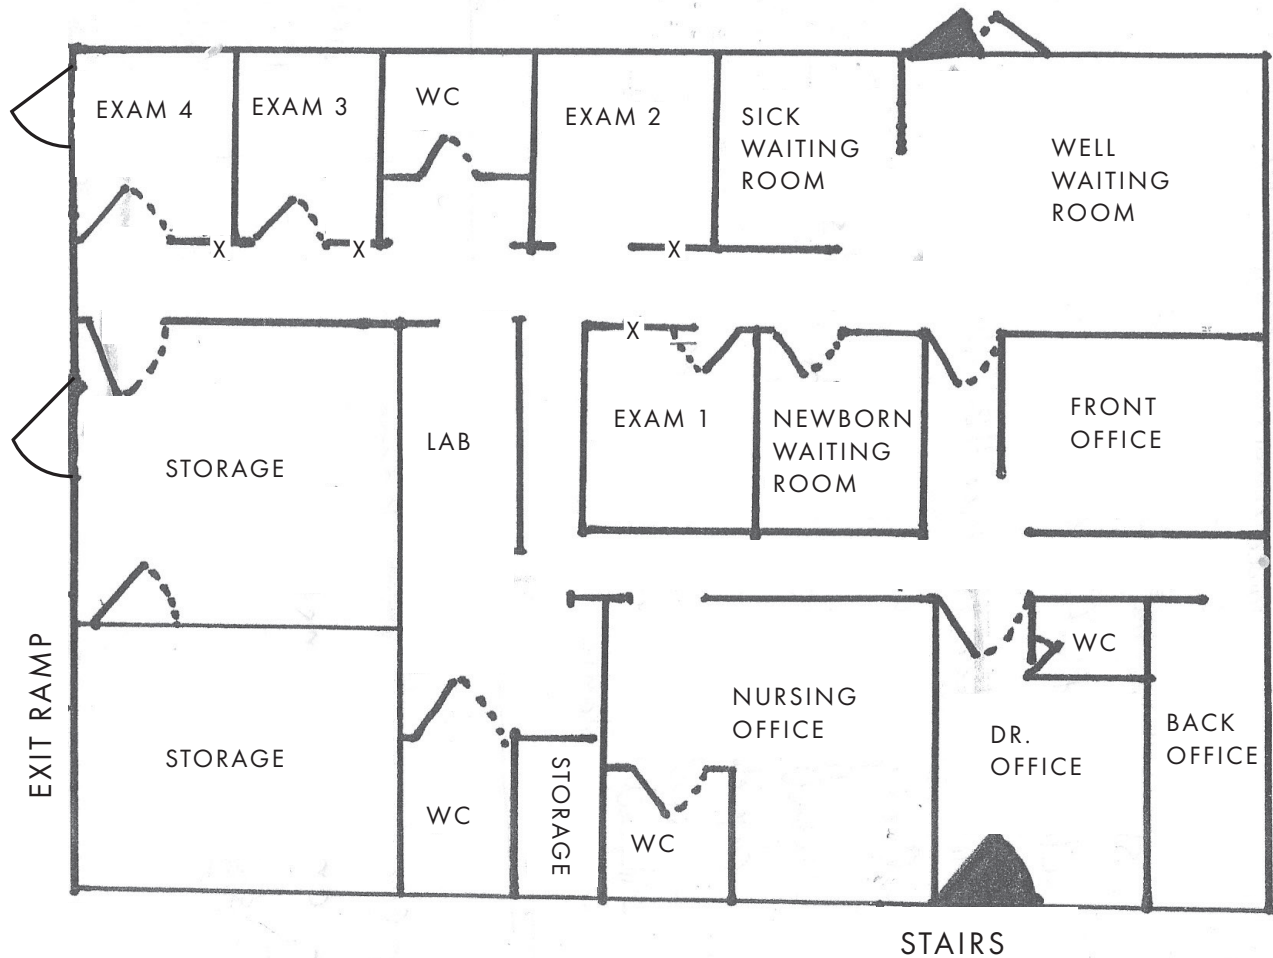 EXAM 4
EXAM 3
WC
EXAM 2
SICK
WAITING
ROOM
WELL
WAITING
ROOM
X
X
X
X
LAB
EXAM 1
NEWBORN
WAITING
ROOM
FRONT
OFFICE
STORAGE
EXIT RAMP
STORAGE
WC
STORAGE
WC
NURSING
OFFICE
DR.
OFFICE
WC
BACK
OFFICE
STAIRS